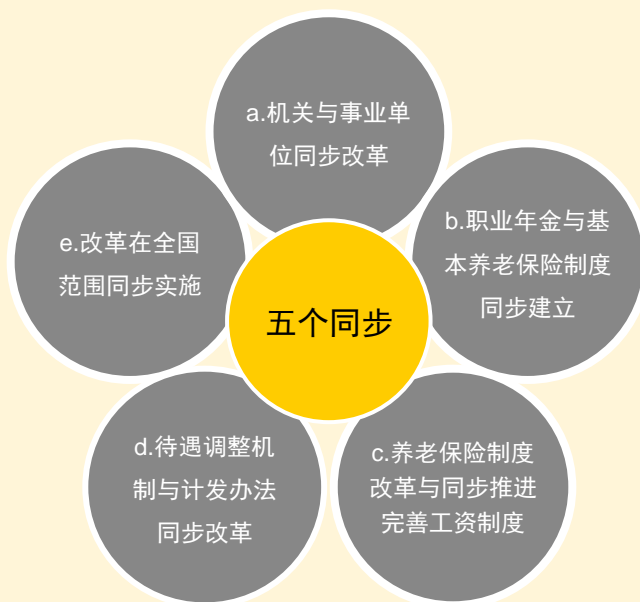 a.机关与事业单
位同步改革
b.职业年金与基
本养老保险制度
同步建立
c.养老保险制度
改革与同步推进
完善工资制度
d.待遇调整机
制与计发办法
同步改革
e.改革在全国
范围同步实施
五个同步